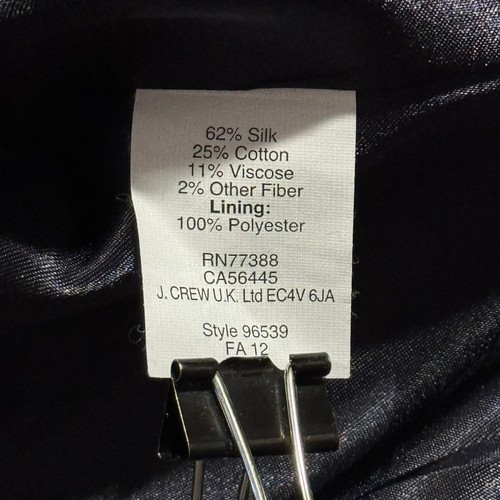 62% Silk
25% Cotton
11% Viscose
2% Other Fiber
Lining:
100% Polyester
RN77388
CA56445
J. CREW U.K. Ltd EC4V 6JA
Style 96539
FA 12